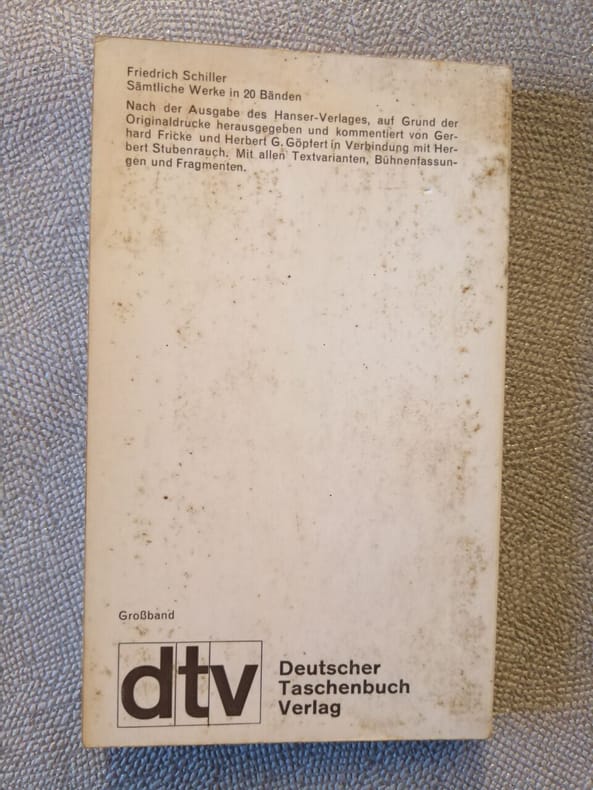 Friedrich Schiller
Sämtliche Werke in 20 Bänden
Nach der Ausgabe des Hanser-Verlages, auf Grund der
Originaldrucke herausgegeben und kommentiert von Ger-
hard Fricke und Herbert G. Göpfert in Verbindung mit Her-
bert Stubenrauch. Mit allen Textvarianten, Bühnenfassun-
gen und Fragmenten.
Großband
dtv
Deutscher
Taschenbuch
Verlag